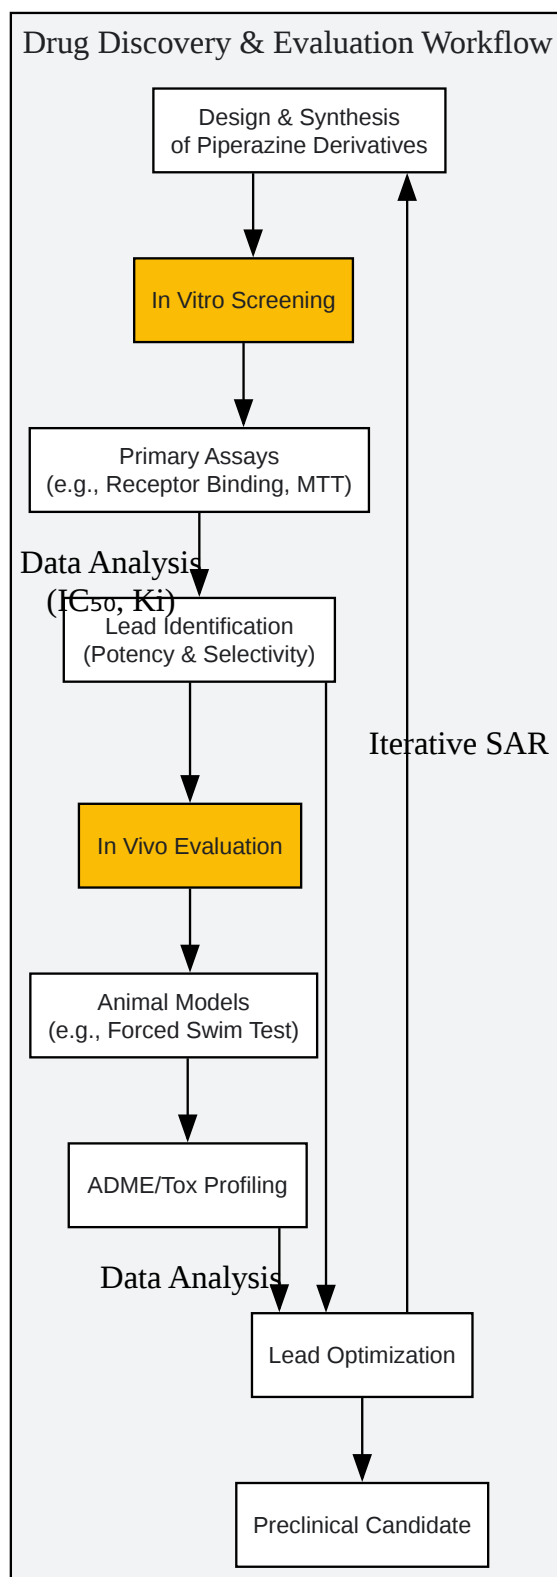 Drug Discovery & Evaluation Workflow
Design & Synthesis
of Piperazine Derivatives
In Vitro Screening
Primary Assays
(e.g., Receptor Binding, MTT)
Data Analysis
(IC₅₀, Ki)
Lead Identification
(Potency & Selectivity)
Iterative SAR
In Vivo Evaluation
Animal Models
(e.g., Forced Swim Test)
ADME/Tox Profiling
Data Analysis
Lead Optimization
Preclinical Candidate